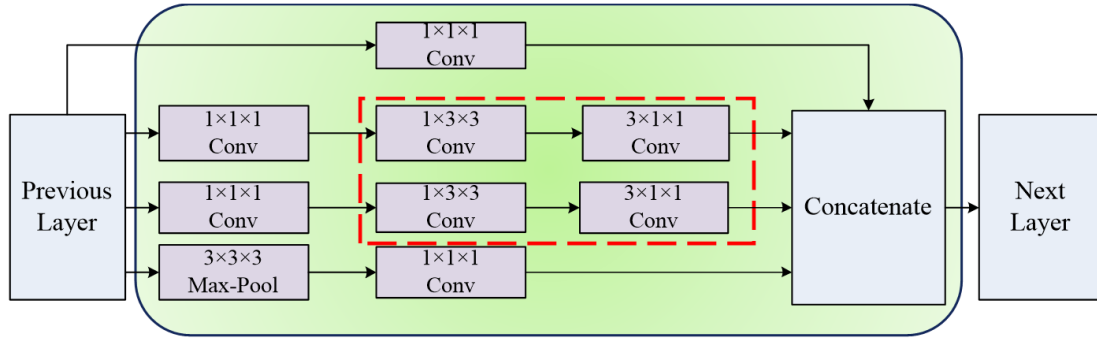 1×1×1
Conv
Previous
Layer
1×1×1
Conv
1×3×3
Conv
3×1×1
Conv
1×1×1
Conv
1×3×3
Conv
3×1×1
Conv
3×3×3
Max-Pool
1×1×1
Conv
Concatenate
Next
Layer